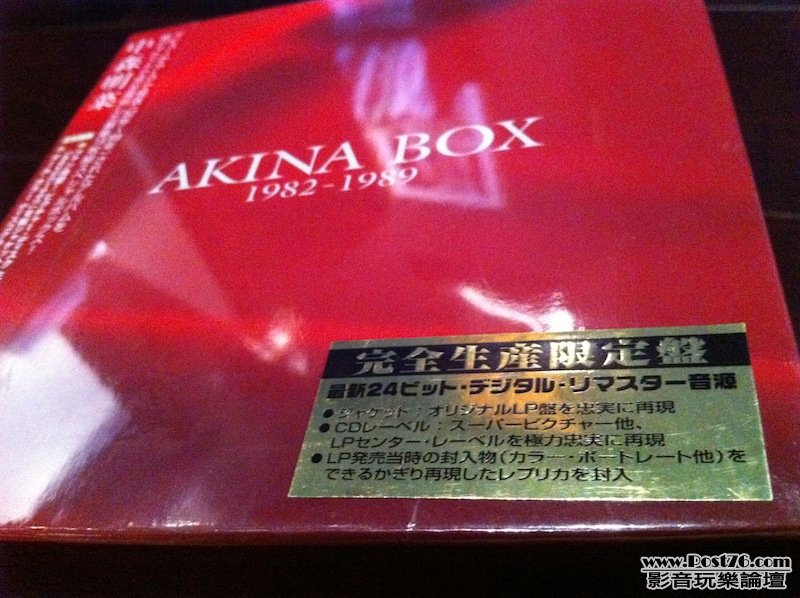 中森明菜
AKINA BOX
1982-1989
完全生産限定盤
最新24ビット・デジタル・リマスター音源
●ジャケット：オリジナルLP盤を忠実に再現
●CDレーベル：スーパーピクチャー他、
LPセンター・レーベルを極力忠実に再現
●LP発売当時の封入物（カラー・ポートレート他）を
できるかぎり再現したレプリカを封入
www.Post76.com
影音玩樂論壇